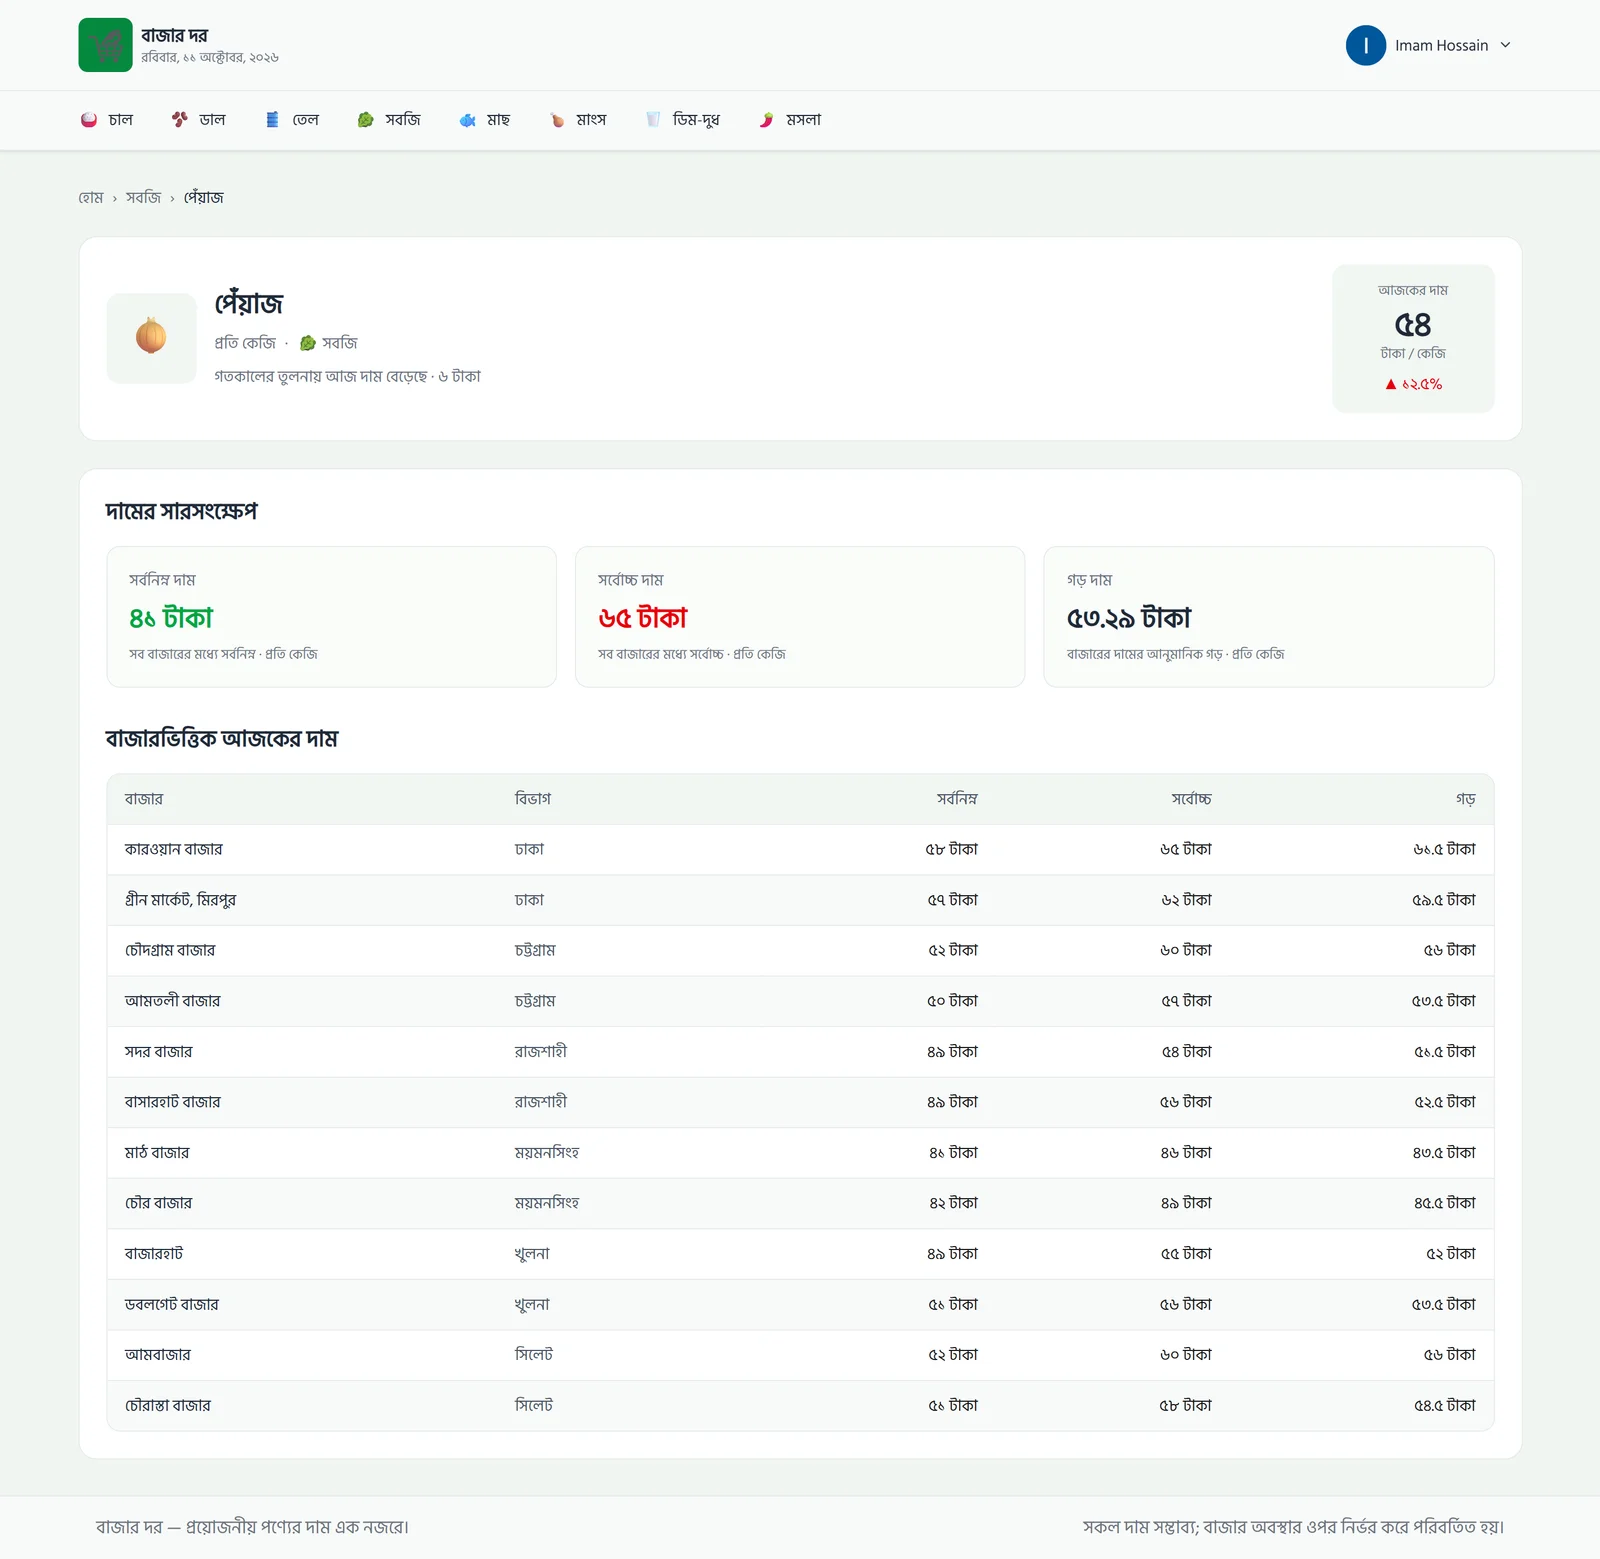 বাজার দর
রবিবার, ১১ অক্টোবর, ২০২৬
I Imam Hossain
চাল ডাল তেল সবজি মাছ মাংস ডিম-দুধ মসলা
হোম › সবজি › পেঁয়াজ
পেঁয়াজ
প্রতি কেজি · সবজি
গতকালের তুলনায় আজ দাম বেড়েছে · ৬ টাকা
আজকের দাম
৫৪
টাকা / কেজি
▲ ১২.৫%
দামের সারসংক্ষেপ
সর্বনিম্ন দাম
৪১ টাকা
সব বাজারের মধ্যে সর্বনিম্ন · প্রতি কেজি
সর্বোচ্চ দাম
৬৫ টাকা
সব বাজারের মধ্যে সর্বোচ্চ · প্রতি কেজি
গড় দাম
৫৩.২৯ টাকা
বাজারের দামের আনুমানিক গড় · প্রতি কেজি
বাজারভিত্তিক আজকের দাম
বাজার বিভাগ সর্বনিম্ন সর্বোচ্চ গড়
কারওয়ান বাজার ঢাকা ৫৮ টাকা ৬৫ টাকা ৬১.৫ টাকা
গ্রীন মার্কেট, মিরপুর ঢাকা ৫৭ টাকা ৬২ টাকা ৫৯.৫ টাকা
চৌদগ্রাম বাজার চট্টগ্রাম ৫২ টাকা ৬০ টাকা ৫৬ টাকা
আমতলী বাজার চট্টগ্রাম ৫০ টাকা ৫৭ টাকা ৫৩.৫ টাকা
সদর বাজার রাজশাহী ৪৯ টাকা ৫৪ টাকা ৫১.৫ টাকা
বাসারহাট বাজার রাজশাহী ৪৯ টাকা ৫৬ টাকা ৫২.৫ টাকা
মাঠ বাজার ময়মনসিংহ ৪১ টাকা ৪৬ টাকা ৪৩.৫ টাকা
চৌর বাজার ময়মনসিংহ ৪২ টাকা ৪৯ টাকা ৪৫.৫ টাকা
বাজারহাট খুলনা ৪৯ টাকা ৫৫ টাকা ৫২ টাকা
ডবলগেট বাজার খুলনা ৫১ টাকা ৫৬ টাকা ৫৩.৫ টাকা
আমবাজার সিলেট ৫২ টাকা ৬০ টাকা ৫৬ টাকা
চৌরাস্তা বাজার সিলেট ৫১ টাকা ৫৮ টাকা ৫৪.৫ টাকা
বাজার দর — প্রয়োজনীয় পণ্যের দাম এক নজরে।
সকল দাম সম্ভাব্য; বাজার অবস্থার ওপর নির্ভর করে পরিবর্তিত হয়।